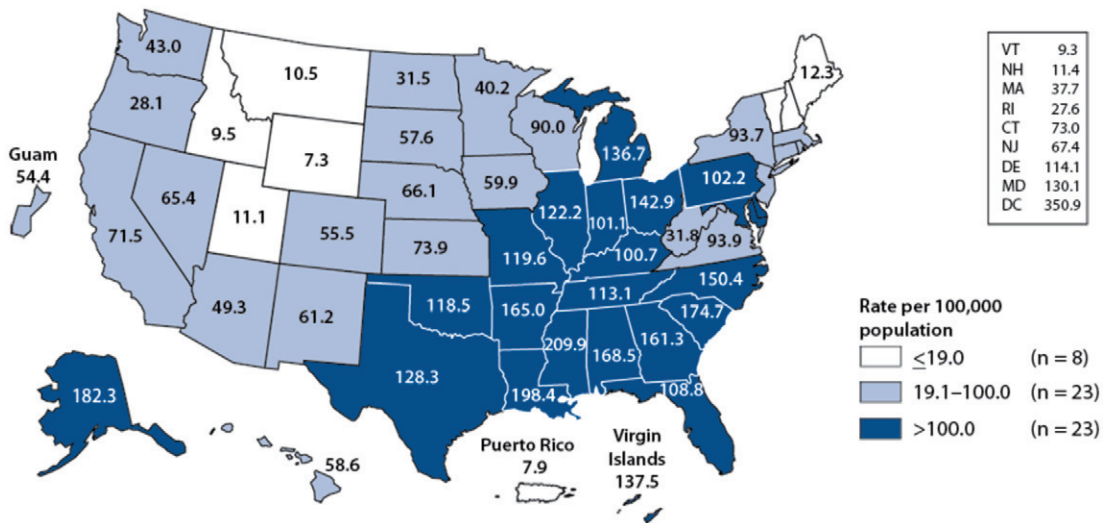 43.0
10.5
31.5
40.2
12.3
VT 9.3
NH 11.4
MA 37.7
RI 27.6
CT 73.0
NJ 67.4
DE 114.1
MD 130.1
DC 350.9
28.1
9.5
57.6
90.0
93.7
136.7
Guam
54.4
7.3
66.1
59.9
102.2
65.4
11.1
122.2
101.1
142.9
71.5
55.5
73.9
31.8
93.9
119.6
100.7
150.4
49.3
61.2
118.5
165.0
113.1
174.7
Rate per 100,000
population
≤19.0 (n = 8)
19.1–100.0 (n = 23)
>100.0 (n = 23)
209.9
168.5
161.3
182.3
128.3
198.4
108.8
58.6
Puerto Rico
7.9
Virgin
Islands
137.5